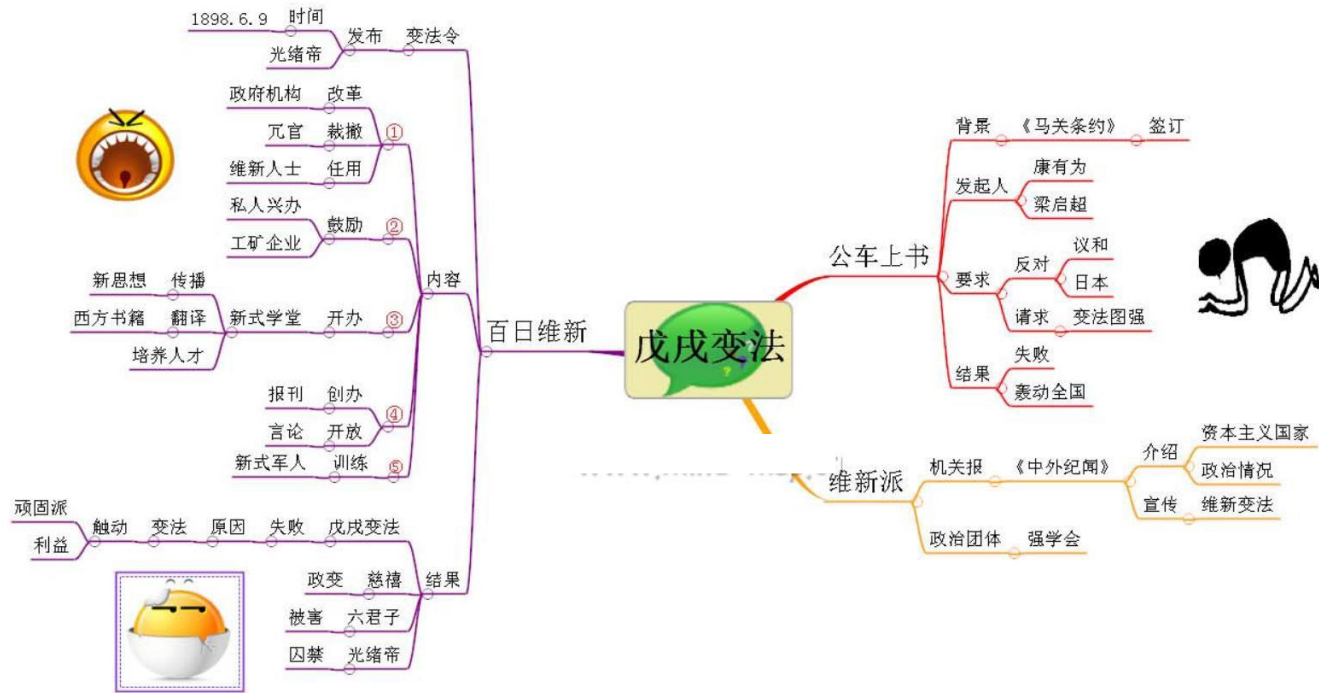 戊戌变法
公车上书
背景 《马关条约》 签订
发起人
康有为
梁启超
要求
反对
议和
日本
请求 变法图强
结果
失败
轰动全国
维新派
机关报 《中外纪闻》
介绍
资本主义国家
政治情况
宣传 维新变法
政治团体 强学会
百日维新
变法令 发布
时间 1898.6.9
光绪帝
内容
①
改革 政府机构
裁撤 冗官
任用 维新人士
②
鼓励
私人兴办
工矿企业
③
开办 新式学堂
传播 新思想
翻译 西方书籍
培养人才
④
创办 报刊
开放 言论
⑤
训练 新式军人
结果
戊戌变法 失败 原因 变法 触动
顽固派
利益
慈禧 政变
六君子 被害
光绪帝 囚禁